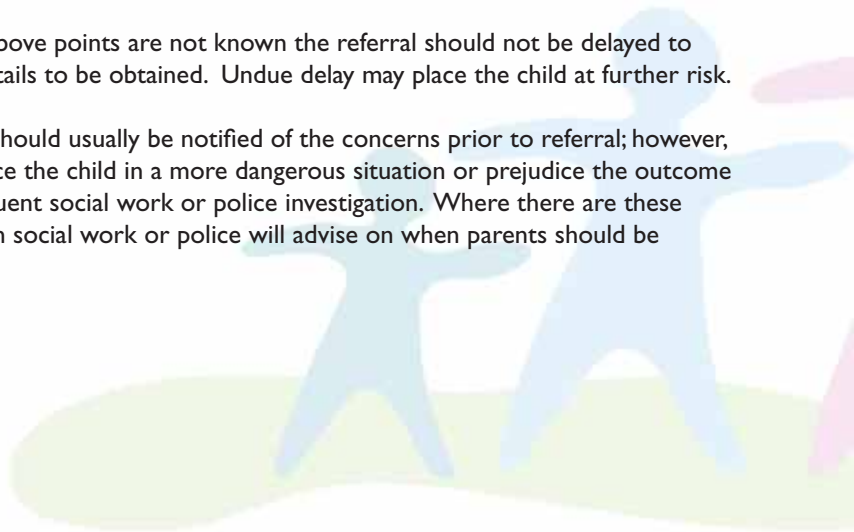 bove points are not known the referral should not be delayed to
tails to be obtained. Undue delay may place the child at further risk.
hould usually be notified of the concerns prior to referral; however,
ce the child in a more dangerous situation or prejudice the outcome
uent social work or police investigation. Where there are these
n social work or police will advise on when parents should be